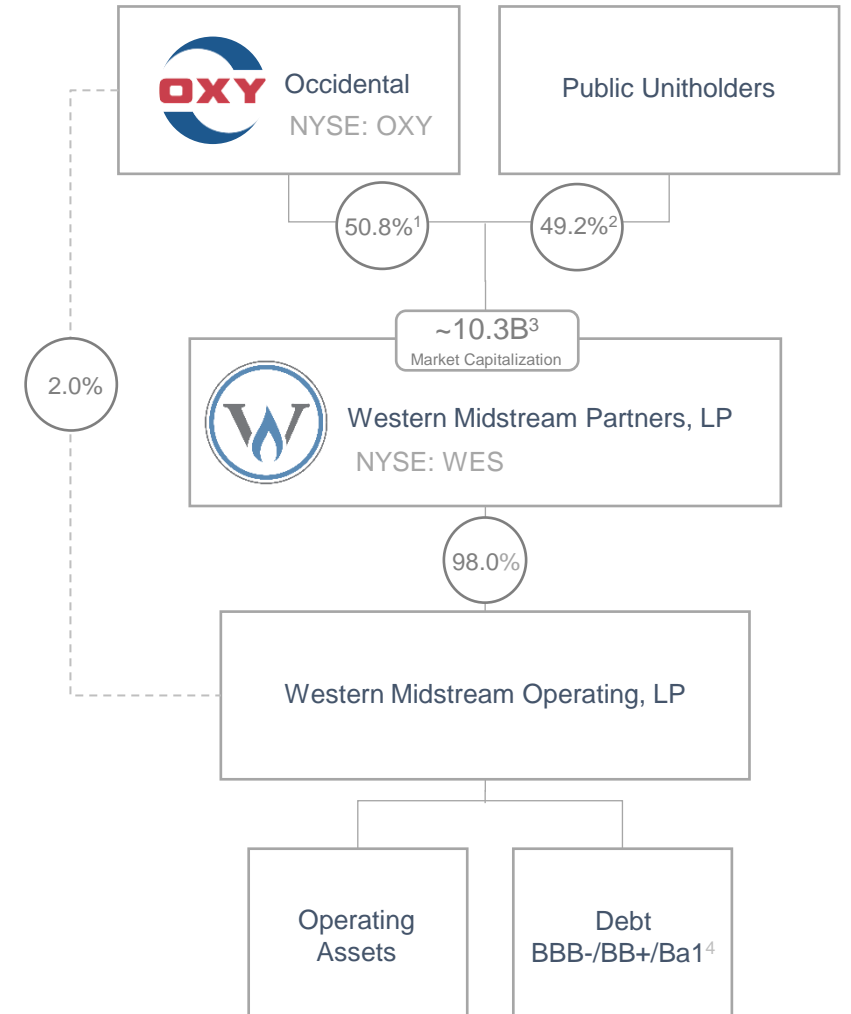 OXY
Occidental
NYSE: OXY
Public Unitholders
50.8%¹
49.2%²
~10.3B³
Market Capitalization
2.0%
W
Western Midstream Partners, LP
NYSE: WES
98.0%
Western Midstream Operating, LP
Operating
Assets
Debt
BBB-/BB+/Ba1⁴